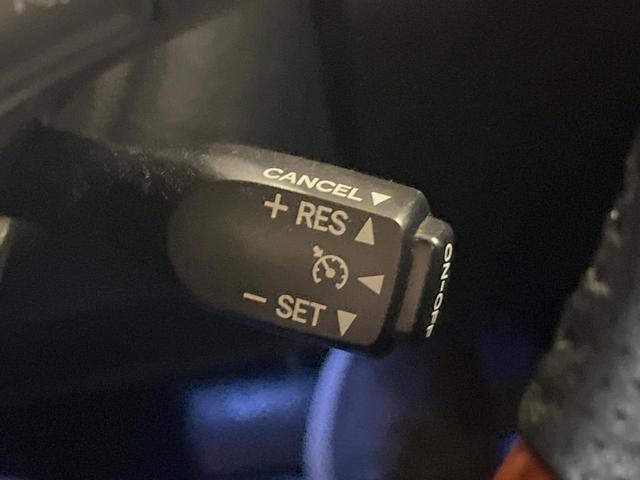 CANCEL ▼
+ RES ▲
◀
− SET ▼
ON-OFF